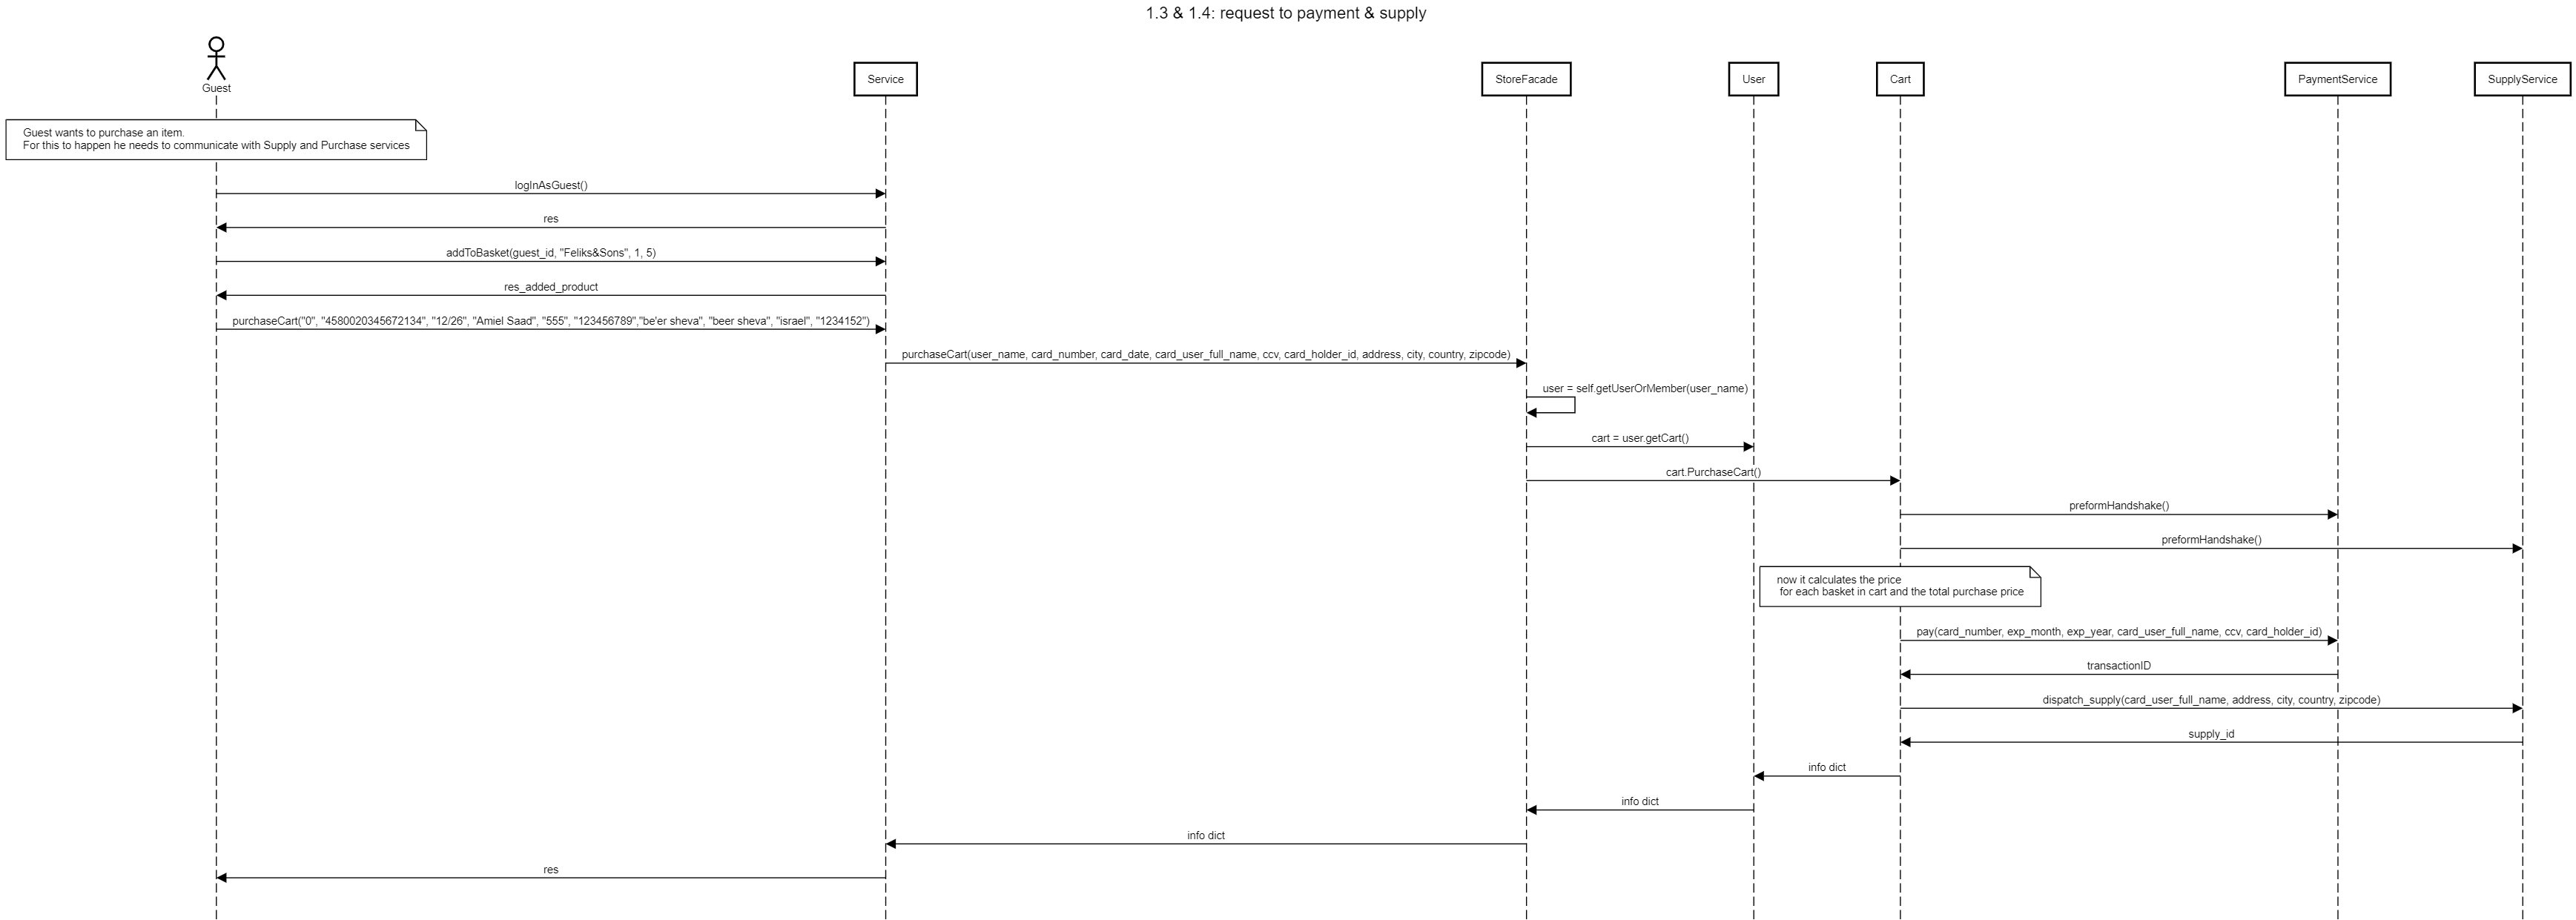 1.3 & 1.4: request to payment & supply
Guest
Service
StoreFacade
User
Cart
PaymentService
SupplyService
Guest wants to purchase an item.
For this to happen he needs to communicate with Supply and Purchase services
logInAsGuest()
res
addToBasket(guest_id, "Feliks&Sons", 1, 5)
res_added_product
purchaseCart("0", "4580020345672134", "12/26", "Amiel Saad", "555", "123456789","be'er sheva", "beer sheva", "israel", "1234152")
purchaseCart(user_name, card_number, card_date, card_user_full_name, ccv, card_holder_id, address, city, country, zipcode)
user = self.getUserOrMember(user_name)
cart = user.getCart()
cart.PurchaseCart()
preformHandshake()
preformHandshake()
now it calculates the price
for each basket in cart and the total purchase price
pay(card_number, exp_month, exp_year, card_user_full_name, ccv, card_holder_id)
transactionID
dispatch_supply(card_user_full_name, address, city, country, zipcode)
supply_id
info dict
info dict
info dict
res